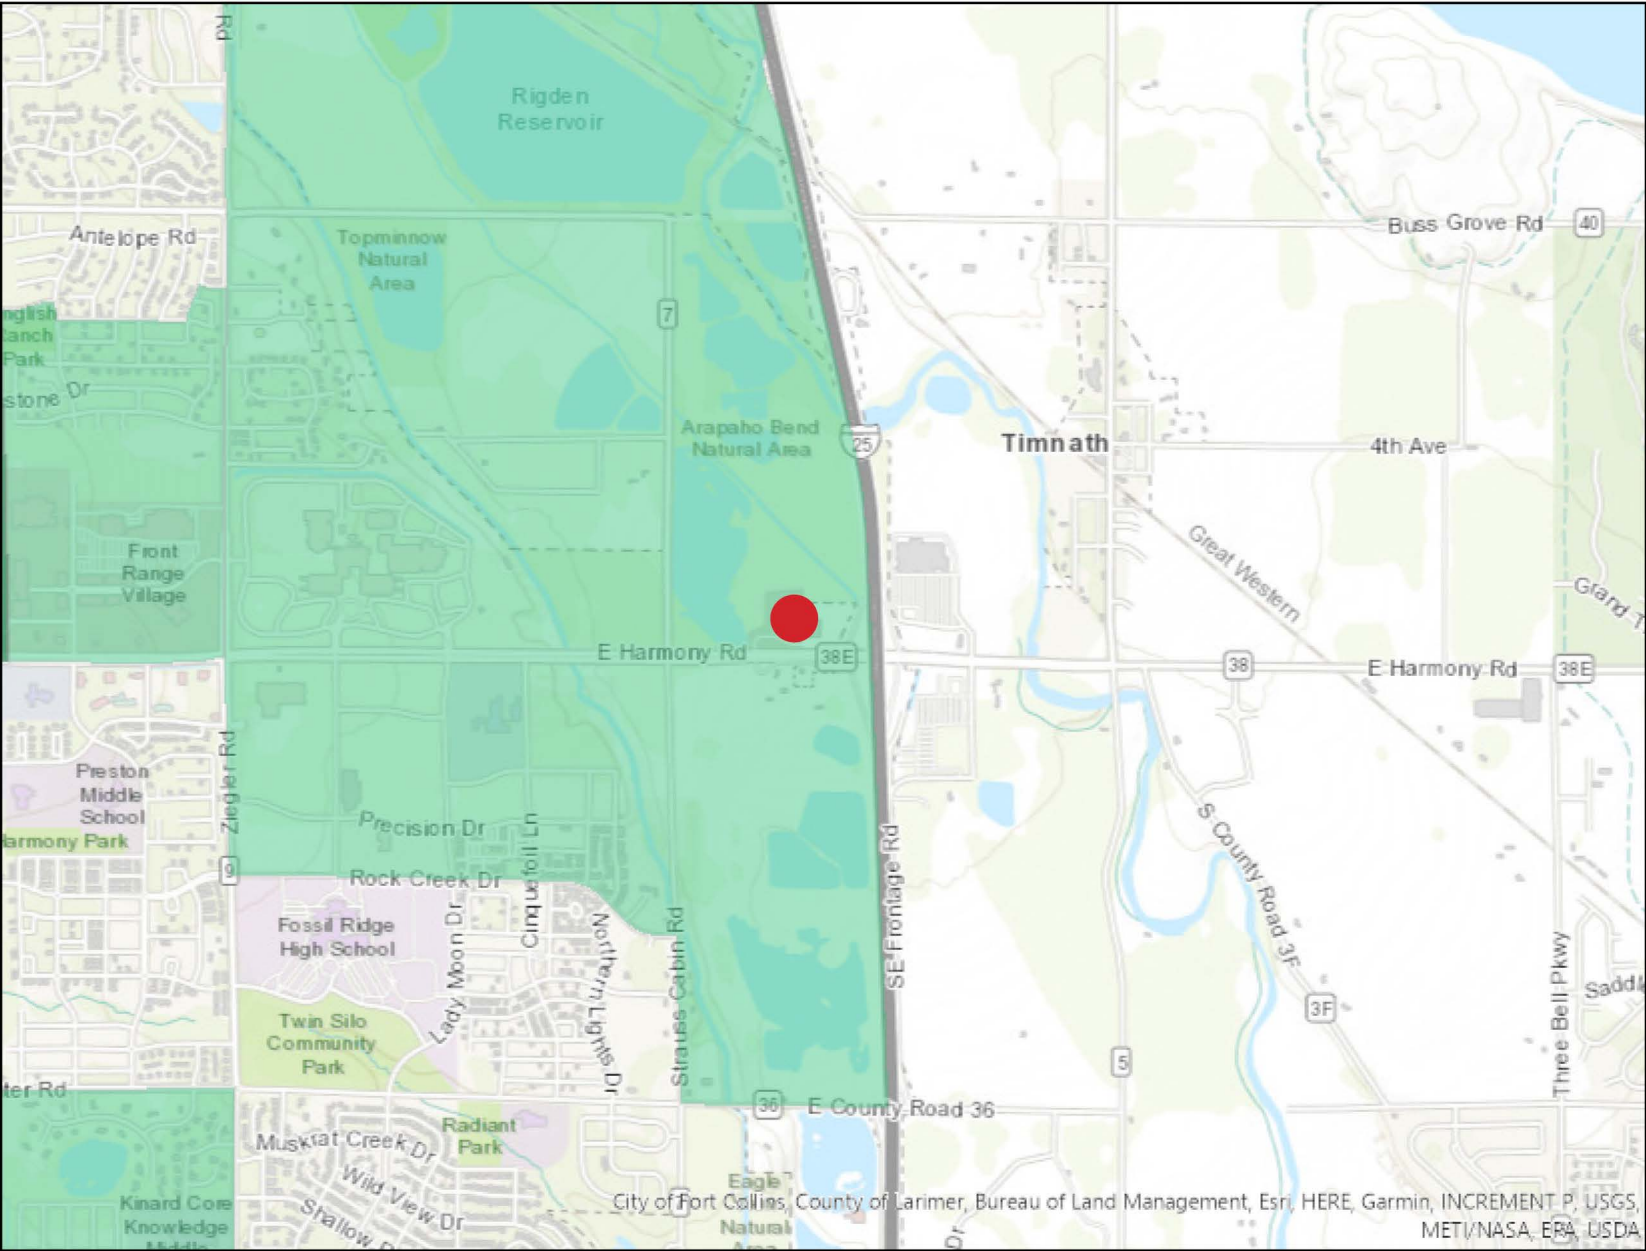 Rd
Rigden
Reservoir
Antelope Rd
Buss Grove Rd
40
Topminnow
Natural
Area
7
nglish
Ranch
Park
stone Dr
Arapaho Bend
Natural Area
25
Timnath
4th Ave
Great Western
Front
Range
Village
Grand T
E Harmony Rd
38E
38
E Harmony Rd
38E
Ziegler Rd
Preston
Middle
School
Harmony Park
Precision Dr
Cinquefoil Ln
9
Rock Creek Dr
SE Frontage Rd
S County Road 3F
Fossil Ridge
High School
Lady Moon Dr
Northern Lights Dr
Strauss Cabin Rd
Three Bell Pkwy
Saddl
3F
Twin Silo
Community
Park
5
ter Rd
36
E County Road 36
Radiant
Park
Muskrat Creek Dr
Wild View Dr
Shallow
Kinard Core
Knowledge
Middle
Eagle
Natural
Area
Dr
City of Fort Collins, County of Larimer, Bureau of Land Management, Esri, HERE, Garmin, INCREMENT P, USGS,
METI/NASA, EPA, USDA